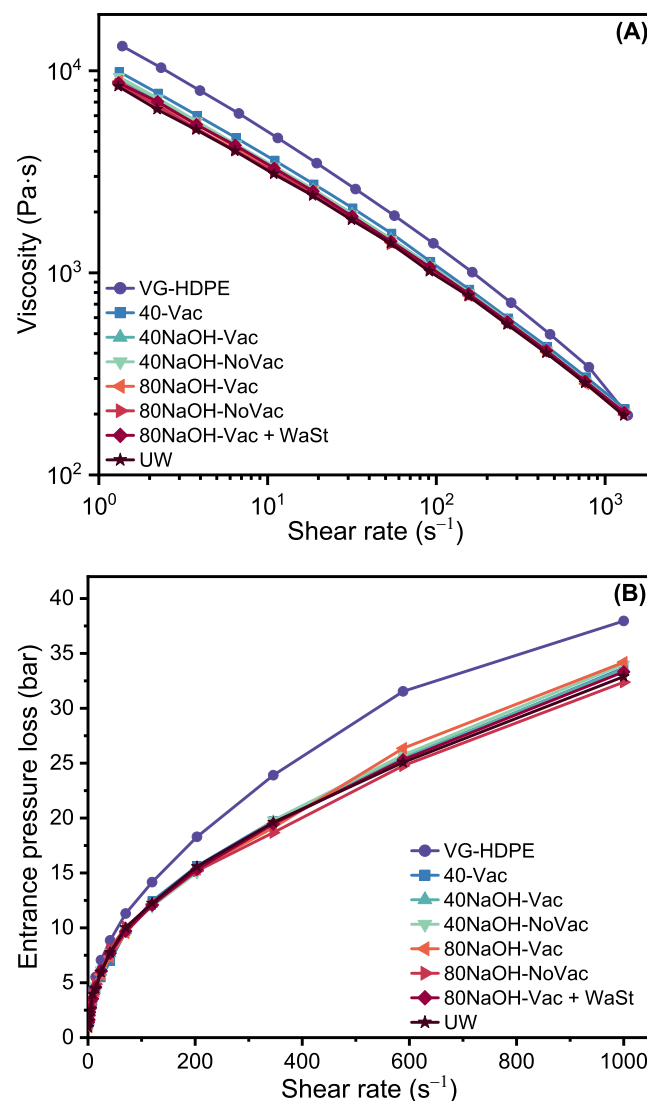 (A)
10⁴
10³
10²
Viscosity (Pa·s)
VG-HDPE
40-Vac
40NaOH-Vac
40NaOH-NoVac
80NaOH-Vac
80NaOH-NoVac
80NaOH-Vac + WaSt
UW
10⁰ 10¹ 10² 10³
Shear rate (s⁻¹)
(B)
40
35
30
25
20
15
10
5
0
Entrance pressure loss (bar)
VG-HDPE
40-Vac
40NaOH-Vac
40NaOH-NoVac
80NaOH-Vac
80NaOH-NoVac
80NaOH-Vac + WaSt
UW
0 200 400 600 800 1000
Shear rate (s⁻¹)